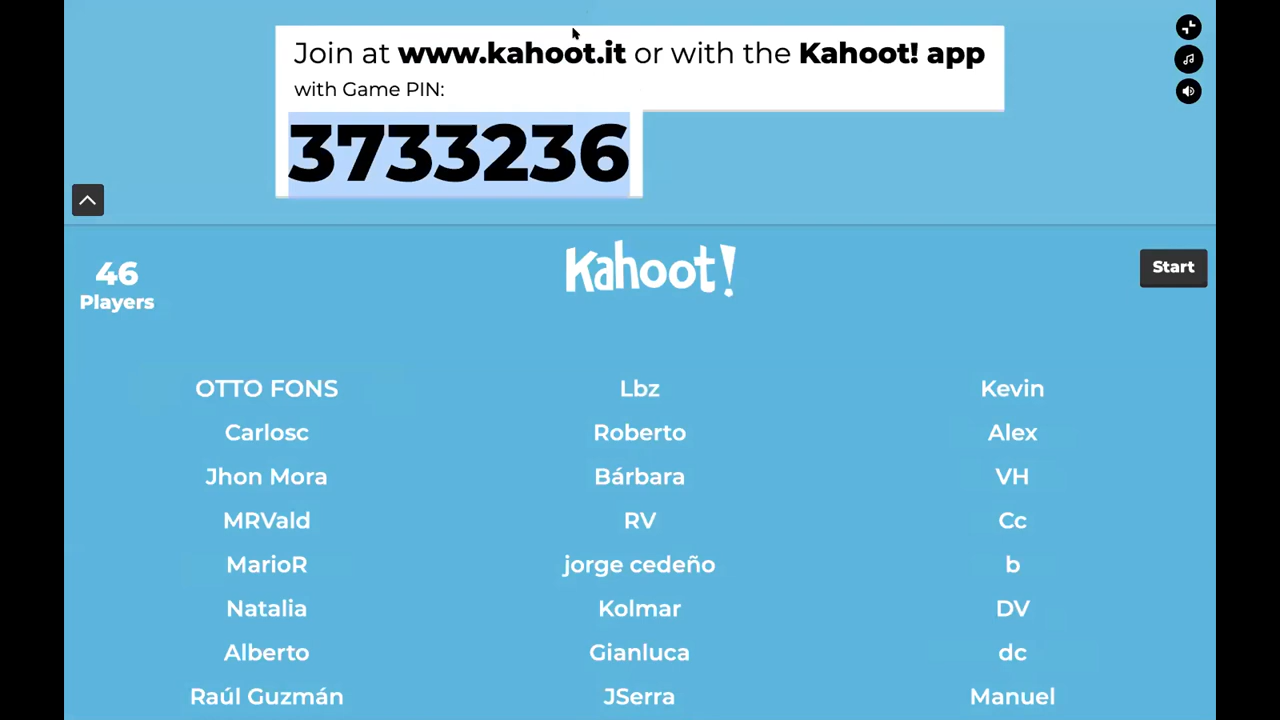 Join at www.kahoot.it or with the Kahoot! app
with Game PIN:
3733236
46
Players
Kahoot!
Start
OTTO FONS Lbz Kevin
Carlosc Roberto Alex
Jhon Mora Bárbara VH
MRVald RV Cc
MarioR jorge cedeño b
Natalia Kolmar DV
Alberto Gianluca dc
Raúl Guzmán JSerra Manuel